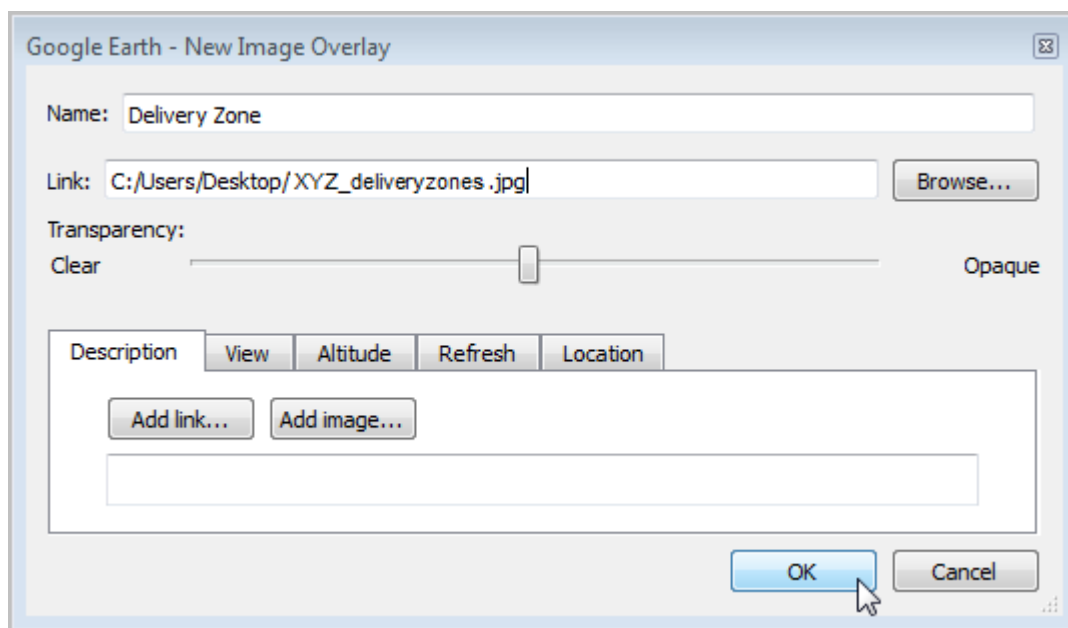 Google Earth - New Image Overlay
Name: Delivery Zone
Link: C:/Users/Desktop/XYZ_deliveryzones.jpg Browse...
Transparency:
Clear Opaque
Description View Altitude Refresh Location
Add link... Add image...
OK Cancel